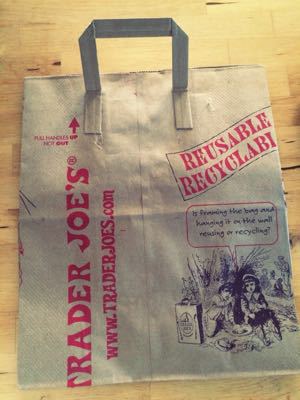 PULL HANDLES UP
NOT OUT
TRADER JOE'S®
www.TRADERJOES.com
REUSABLE
RECYCLABL
Is framing the bag and
hanging it on the wall
reusing or recycling?